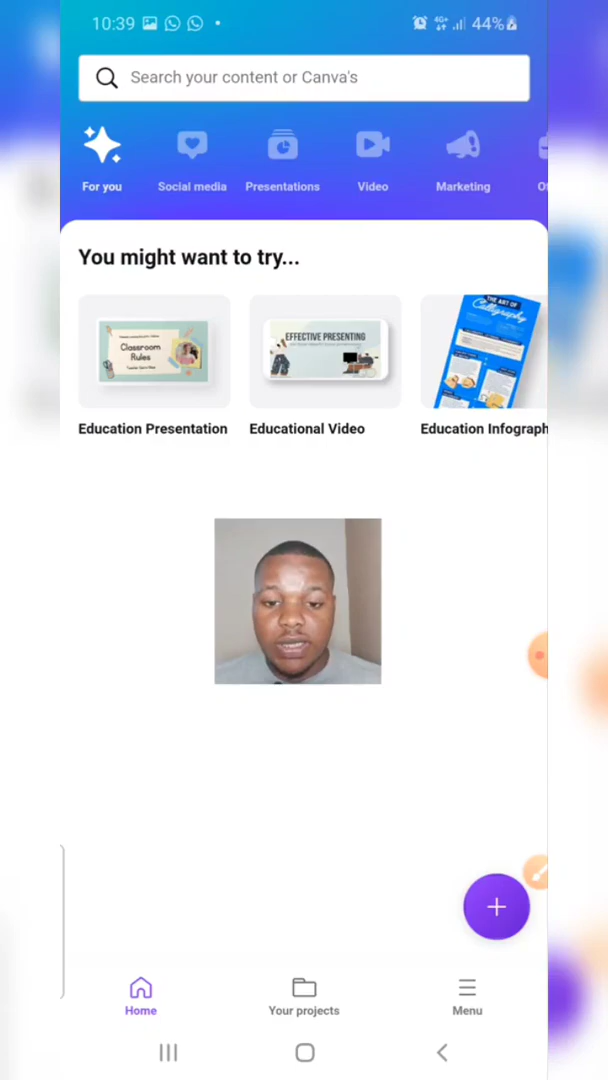 10:39 4G+ 44%
Search your content or Canva's
For you Social media Presentations Video Marketing
You might want to try...
Classroom
Rules
EFFECTIVE PRESENTING
THE ART OF
Calligraphy
Education Presentation Educational Video Education Infograph
Home Your projects Menu